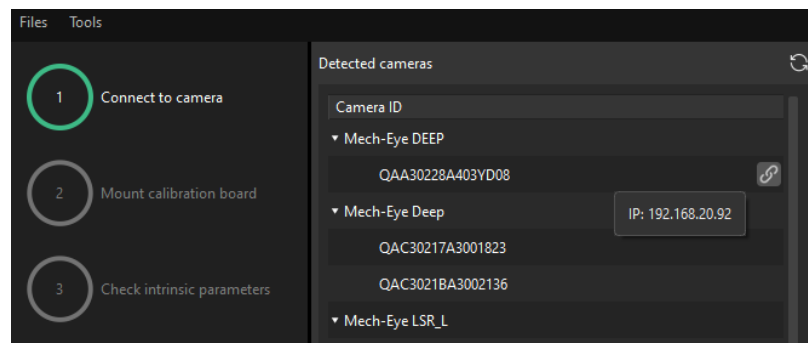 Files Tools
1 Connect to camera
2 Mount calibration board
3 Check intrinsic parameters
Detected cameras
Camera ID
Mech-Eye DEEP
QAA30228A403YD08
IP: 192.168.20.92
Mech-Eye Deep
QAC30217A3001823
QAC3021BA3002136
Mech-Eye LSR_L